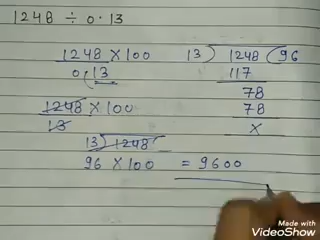 1248 ÷ 0.13
1248 × 100
0.13
1248 × 100
13
13) 1248
96 × 100 = 9600
13) 1248 (96
117
78
78
×
Made with
VideoShow